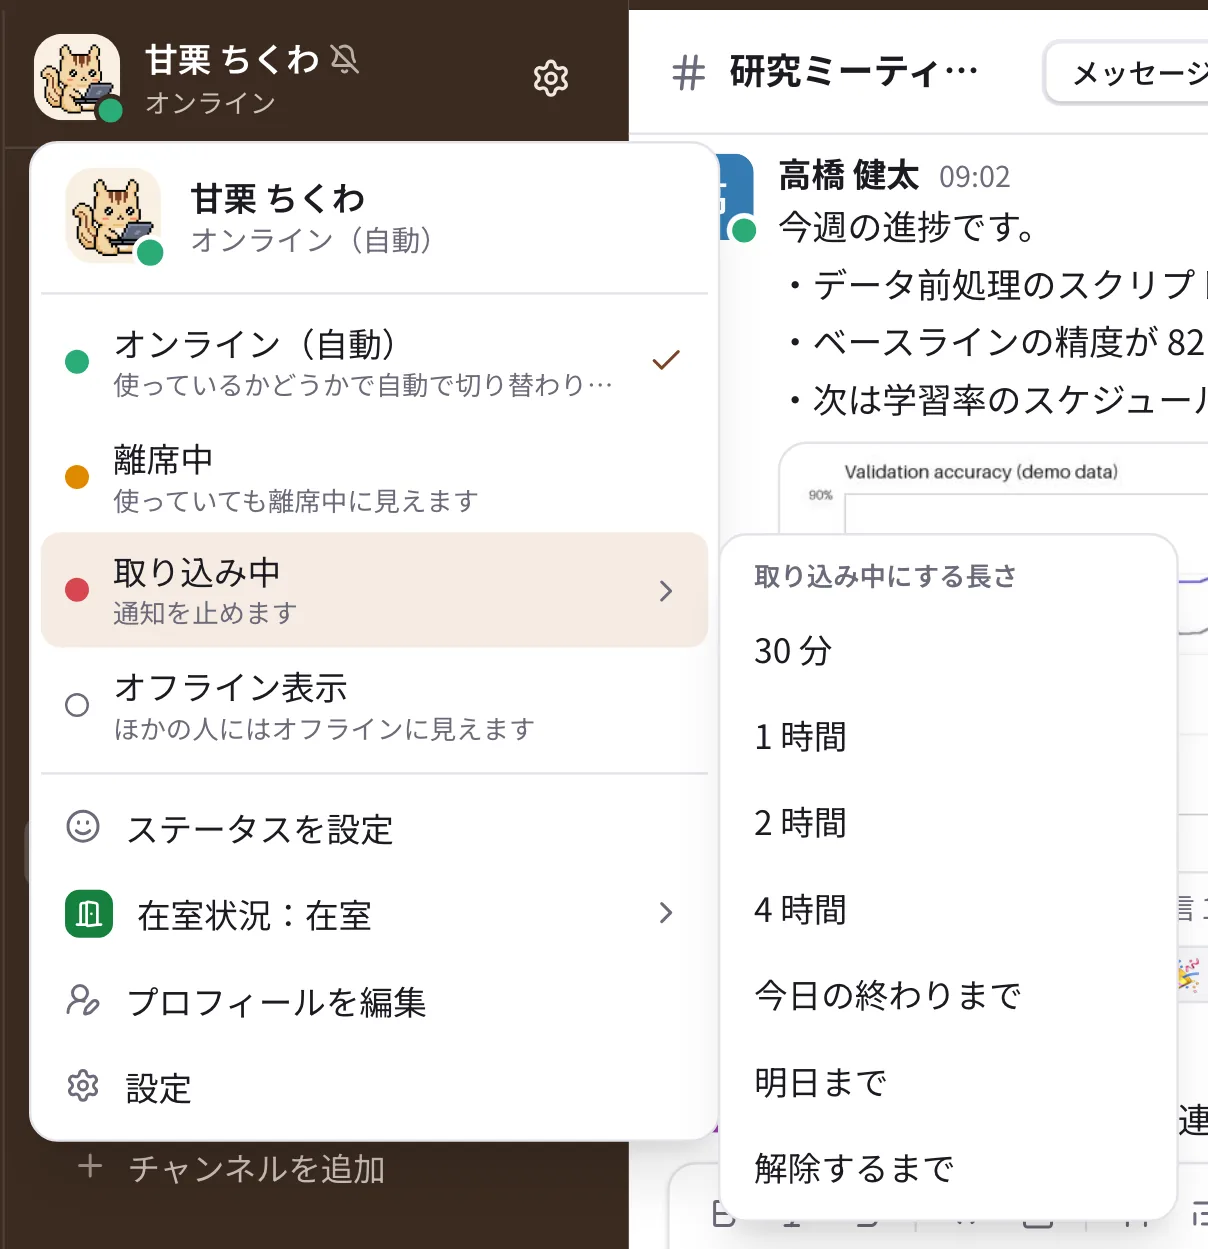 甘栗 ちくわ
オンライン
甘栗 ちくわ
オンライン（自動）
オンライン（自動）
使っているかどうかで自動で切り替わり…
離席中
使っていても離席中に見えます
取り込み中
通知を止めます
オフライン表示
ほかの人にはオフラインに見えます
ステータスを設定
在室状況：在室
プロフィールを編集
設定
＋ チャンネルを追加
# 研究ミーティ…
メッセージ
高橋 健太 09:02
今週の進捗です。
・データ前処理のスクリプト
・ベースラインの精度が 82
・次は学習率のスケジュール
Validation accuracy (demo data)
90%
取り込み中にする長さ
30 分
1 時間
2 時間
4 時間
今日の終わりまで
明日まで
解除するまで
連